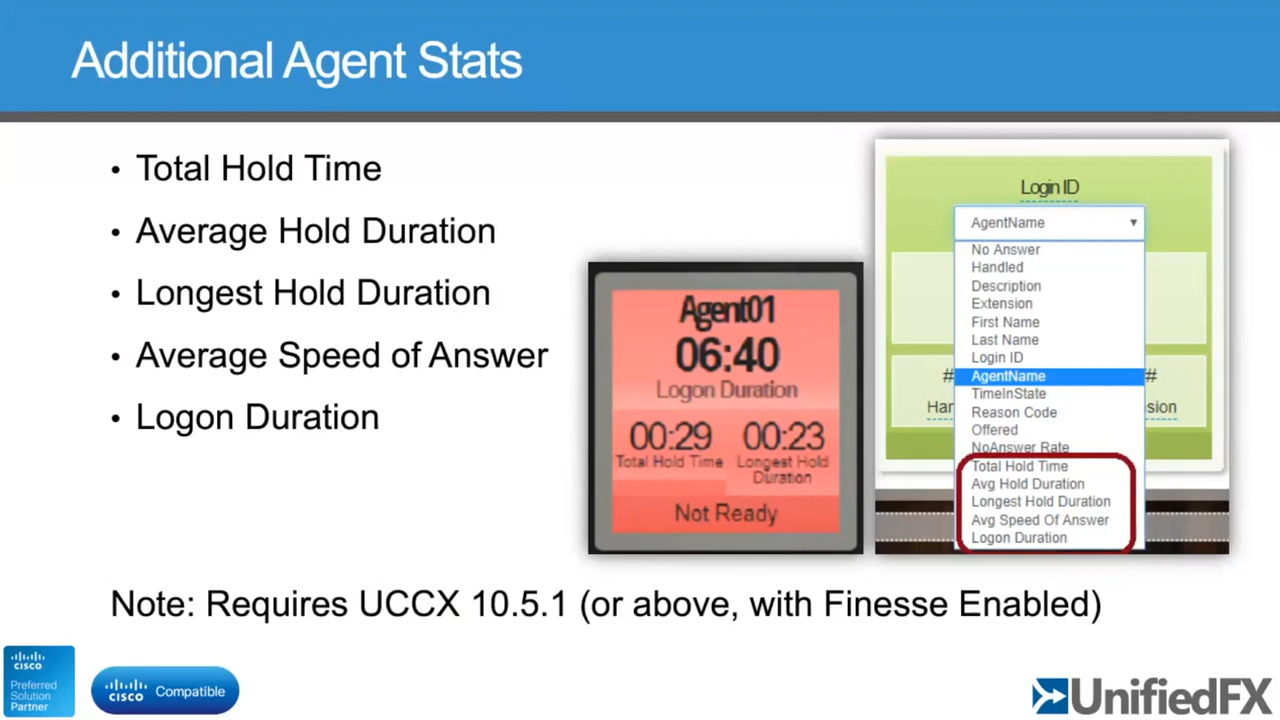 Additional Agent Stats
• Total Hold Time
• Average Hold Duration
• Longest Hold Duration
• Average Speed of Answer
• Logon Duration
Agent01
06:40
Logon Duration
00:29 00:23
Total Hold Time Longest Hold
Duration
Not Ready
Login ID
AgentName ▼
No Answer
Handled
Description
Extension
First Name
Last Name
Login ID
# AgentName #
TimeInState
Har Reason Code sion
Offered
NoAnswer Rate
Total Hold Time
Avg Hold Duration
Longest Hold Duration
Avg Speed Of Answer
Logon Duration
Note: Requires UCCX 10.5.1 (or above, with Finesse Enabled)
CISCO
Preferred
Solution
Partner
CISCO Compatible
UnifiedFX